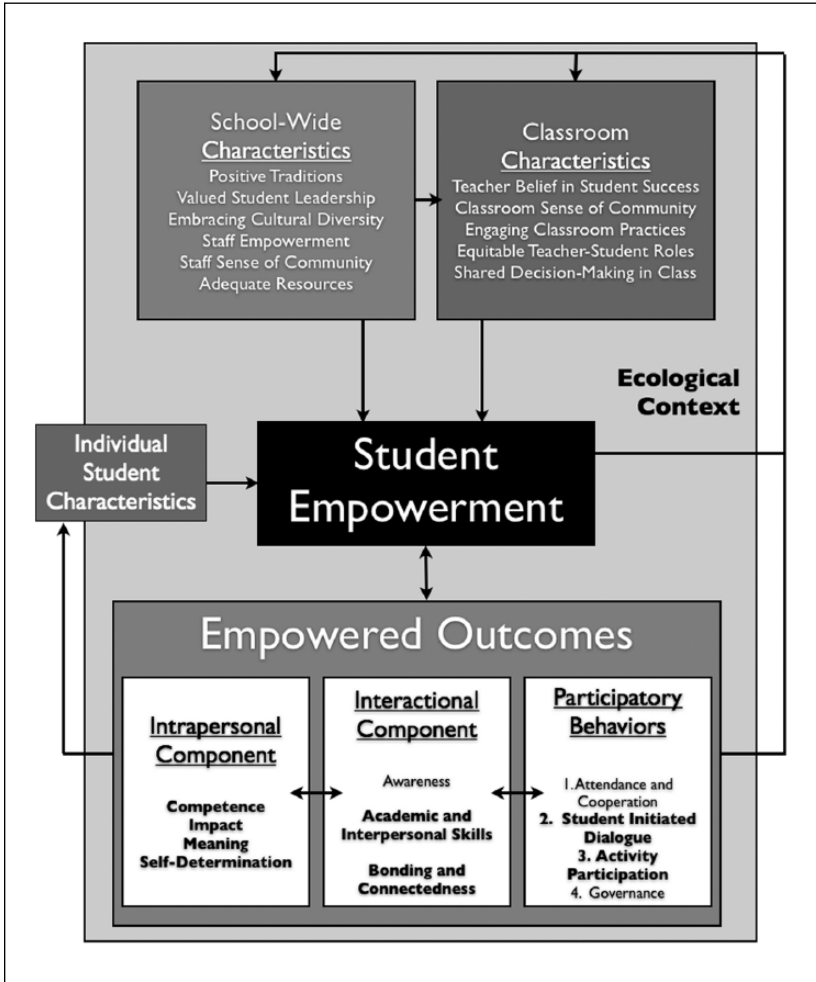 School-Wide
Characteristics
Positive Traditions
Valued Student Leadership
Embracing Cultural Diversity
Staff Empowerment
Staff Sense of Community
Adequate Resources
Classroom
Characteristics
Teacher Belief in Student Success
Classroom Sense of Community
Engaging Classroom Practices
Equitable Teacher-Student Roles
Shared Decision-Making in Class
Ecological
Context
Individual
Student
Characteristics
Student
Empowerment
Empowered Outcomes
Intrapersonal
Component
Competence
Impact
Meaning
Self-Determination
Interactional
Component
Awareness
Academic and
Interpersonal Skills
Bonding and
Connectedness
Participatory
Behaviors
1.Attendance and
Cooperation
2. Student Initiated
Dialogue
3. Activity
Participation
4. Governance